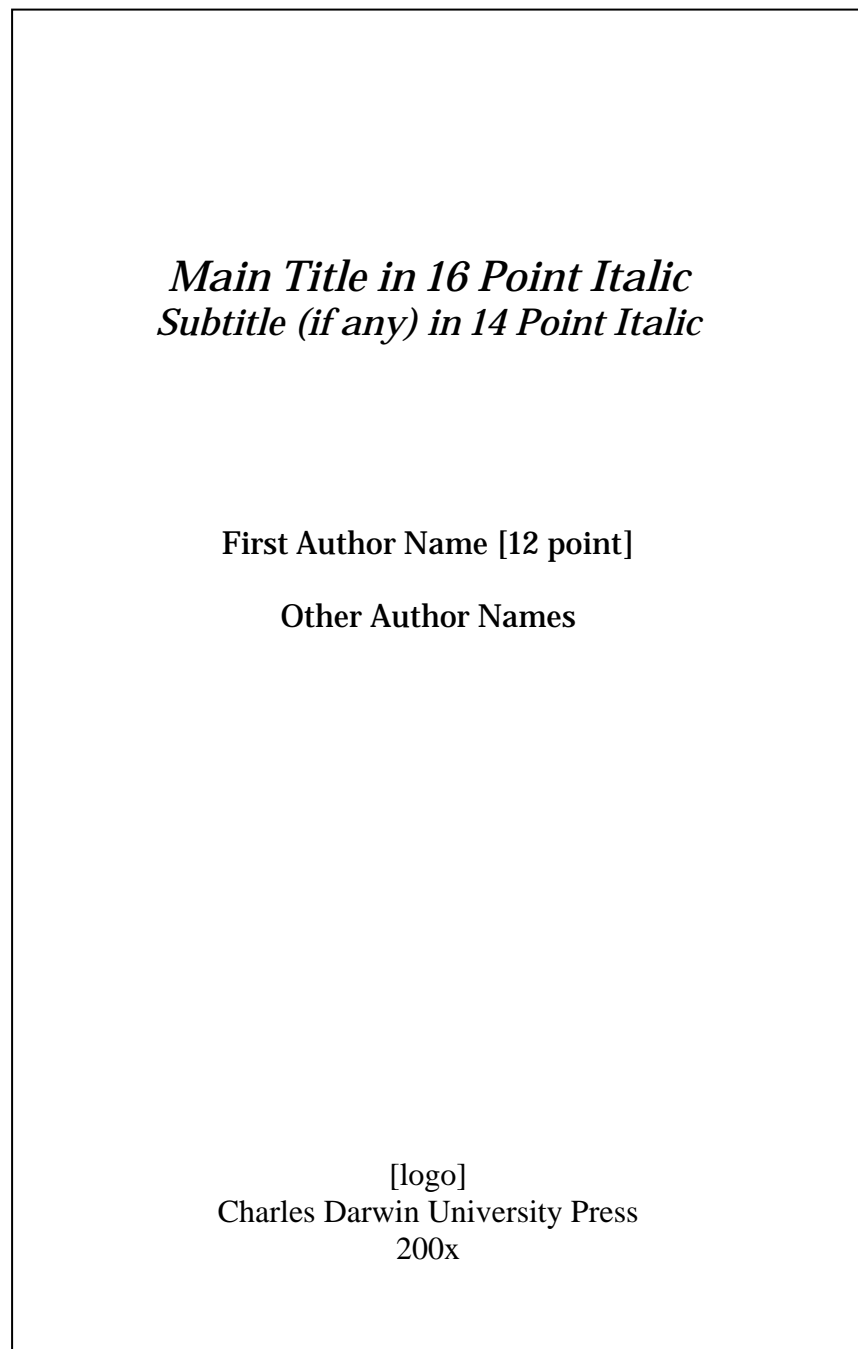 Main Title in 16 Point Italic
Subtitle (if any) in 14 Point Italic
First Author Name [12 point]
Other Author Names
[logo]
Charles Darwin University Press
200x